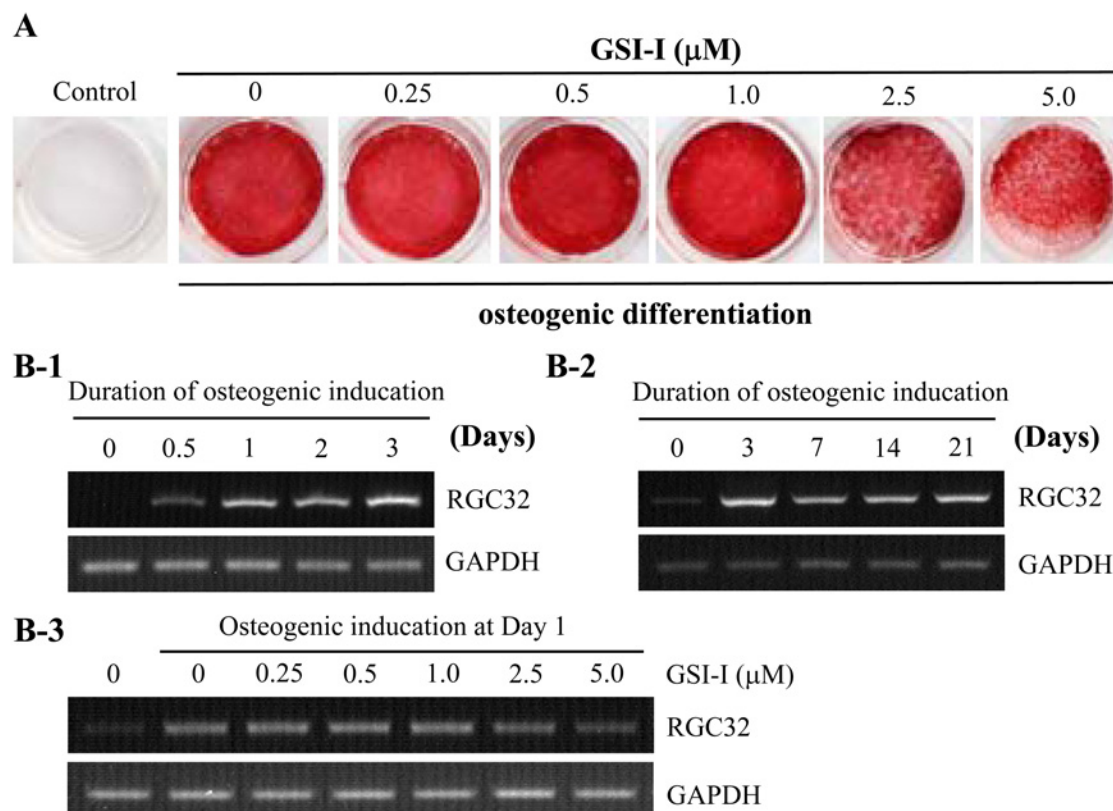 A
GSI-I (μM)
Control 0 0.25 0.5 1.0 2.5 5.0
osteogenic differentiation
B-1
Duration of osteogenic inducation
0 0.5 1 2 3 (Days)
RGC32
GAPDH
B-2
Duration of osteogenic inducation
0 3 7 14 21 (Days)
RGC32
GAPDH
B-3
Osteogenic inducation at Day 1
0 0 0.25 0.5 1.0 2.5 5.0 GSI-I (μM)
RGC32
GAPDH